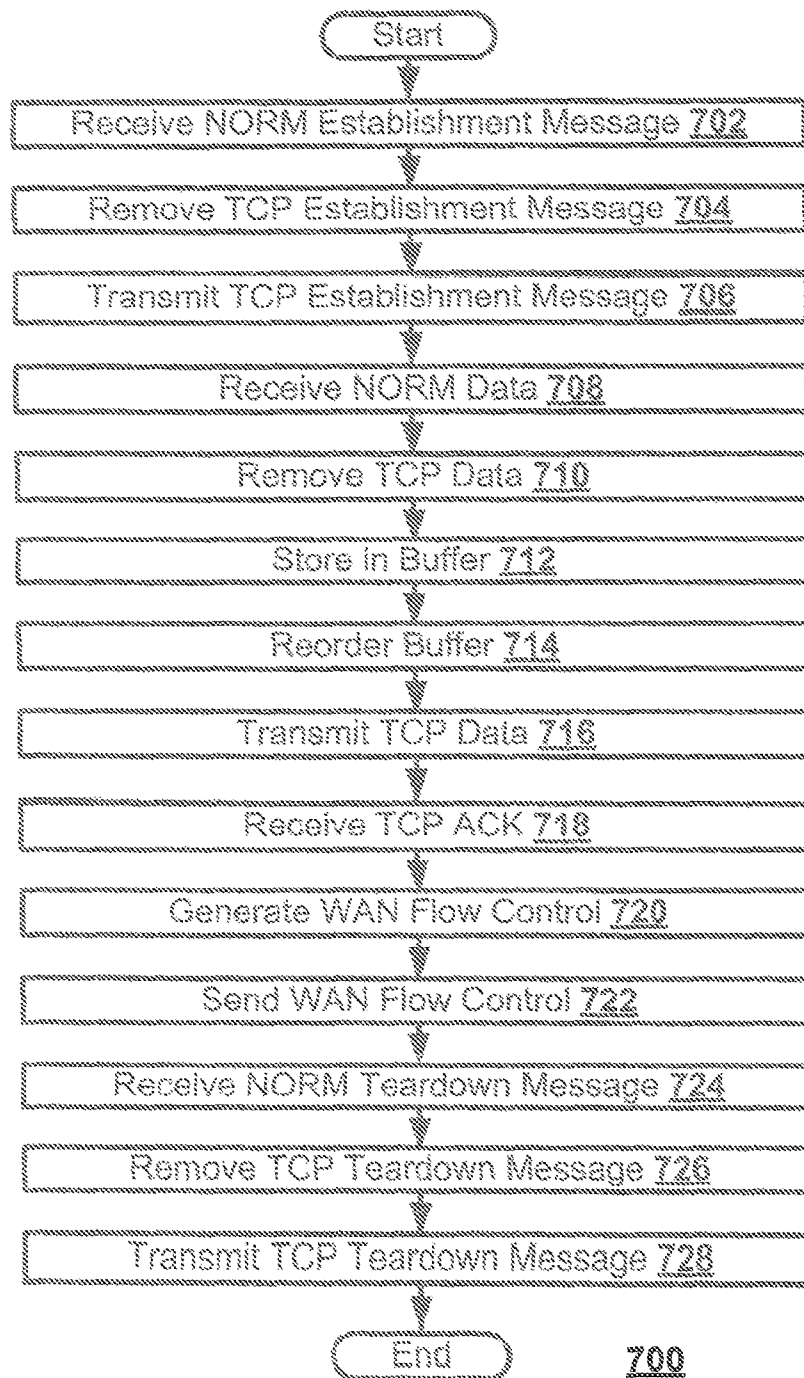 Start
Receive NORM Establishment Message 702
Remove TCP Establishment Message 704
Transmit TCP Establishment Message 706
Receive NORM Data 708
Remove TCP Data 710
Store in Buffer 712
Reorder Buffer 714
Transmit TCP Data 716
Receive TCP ACK 718
Generate WAN Flow Control 720
Send WAN Flow Control 722
Receive NORM Teardown Message 724
Remove TCP Teardown Message 726
Transmit TCP Teardown Message 728
End 700